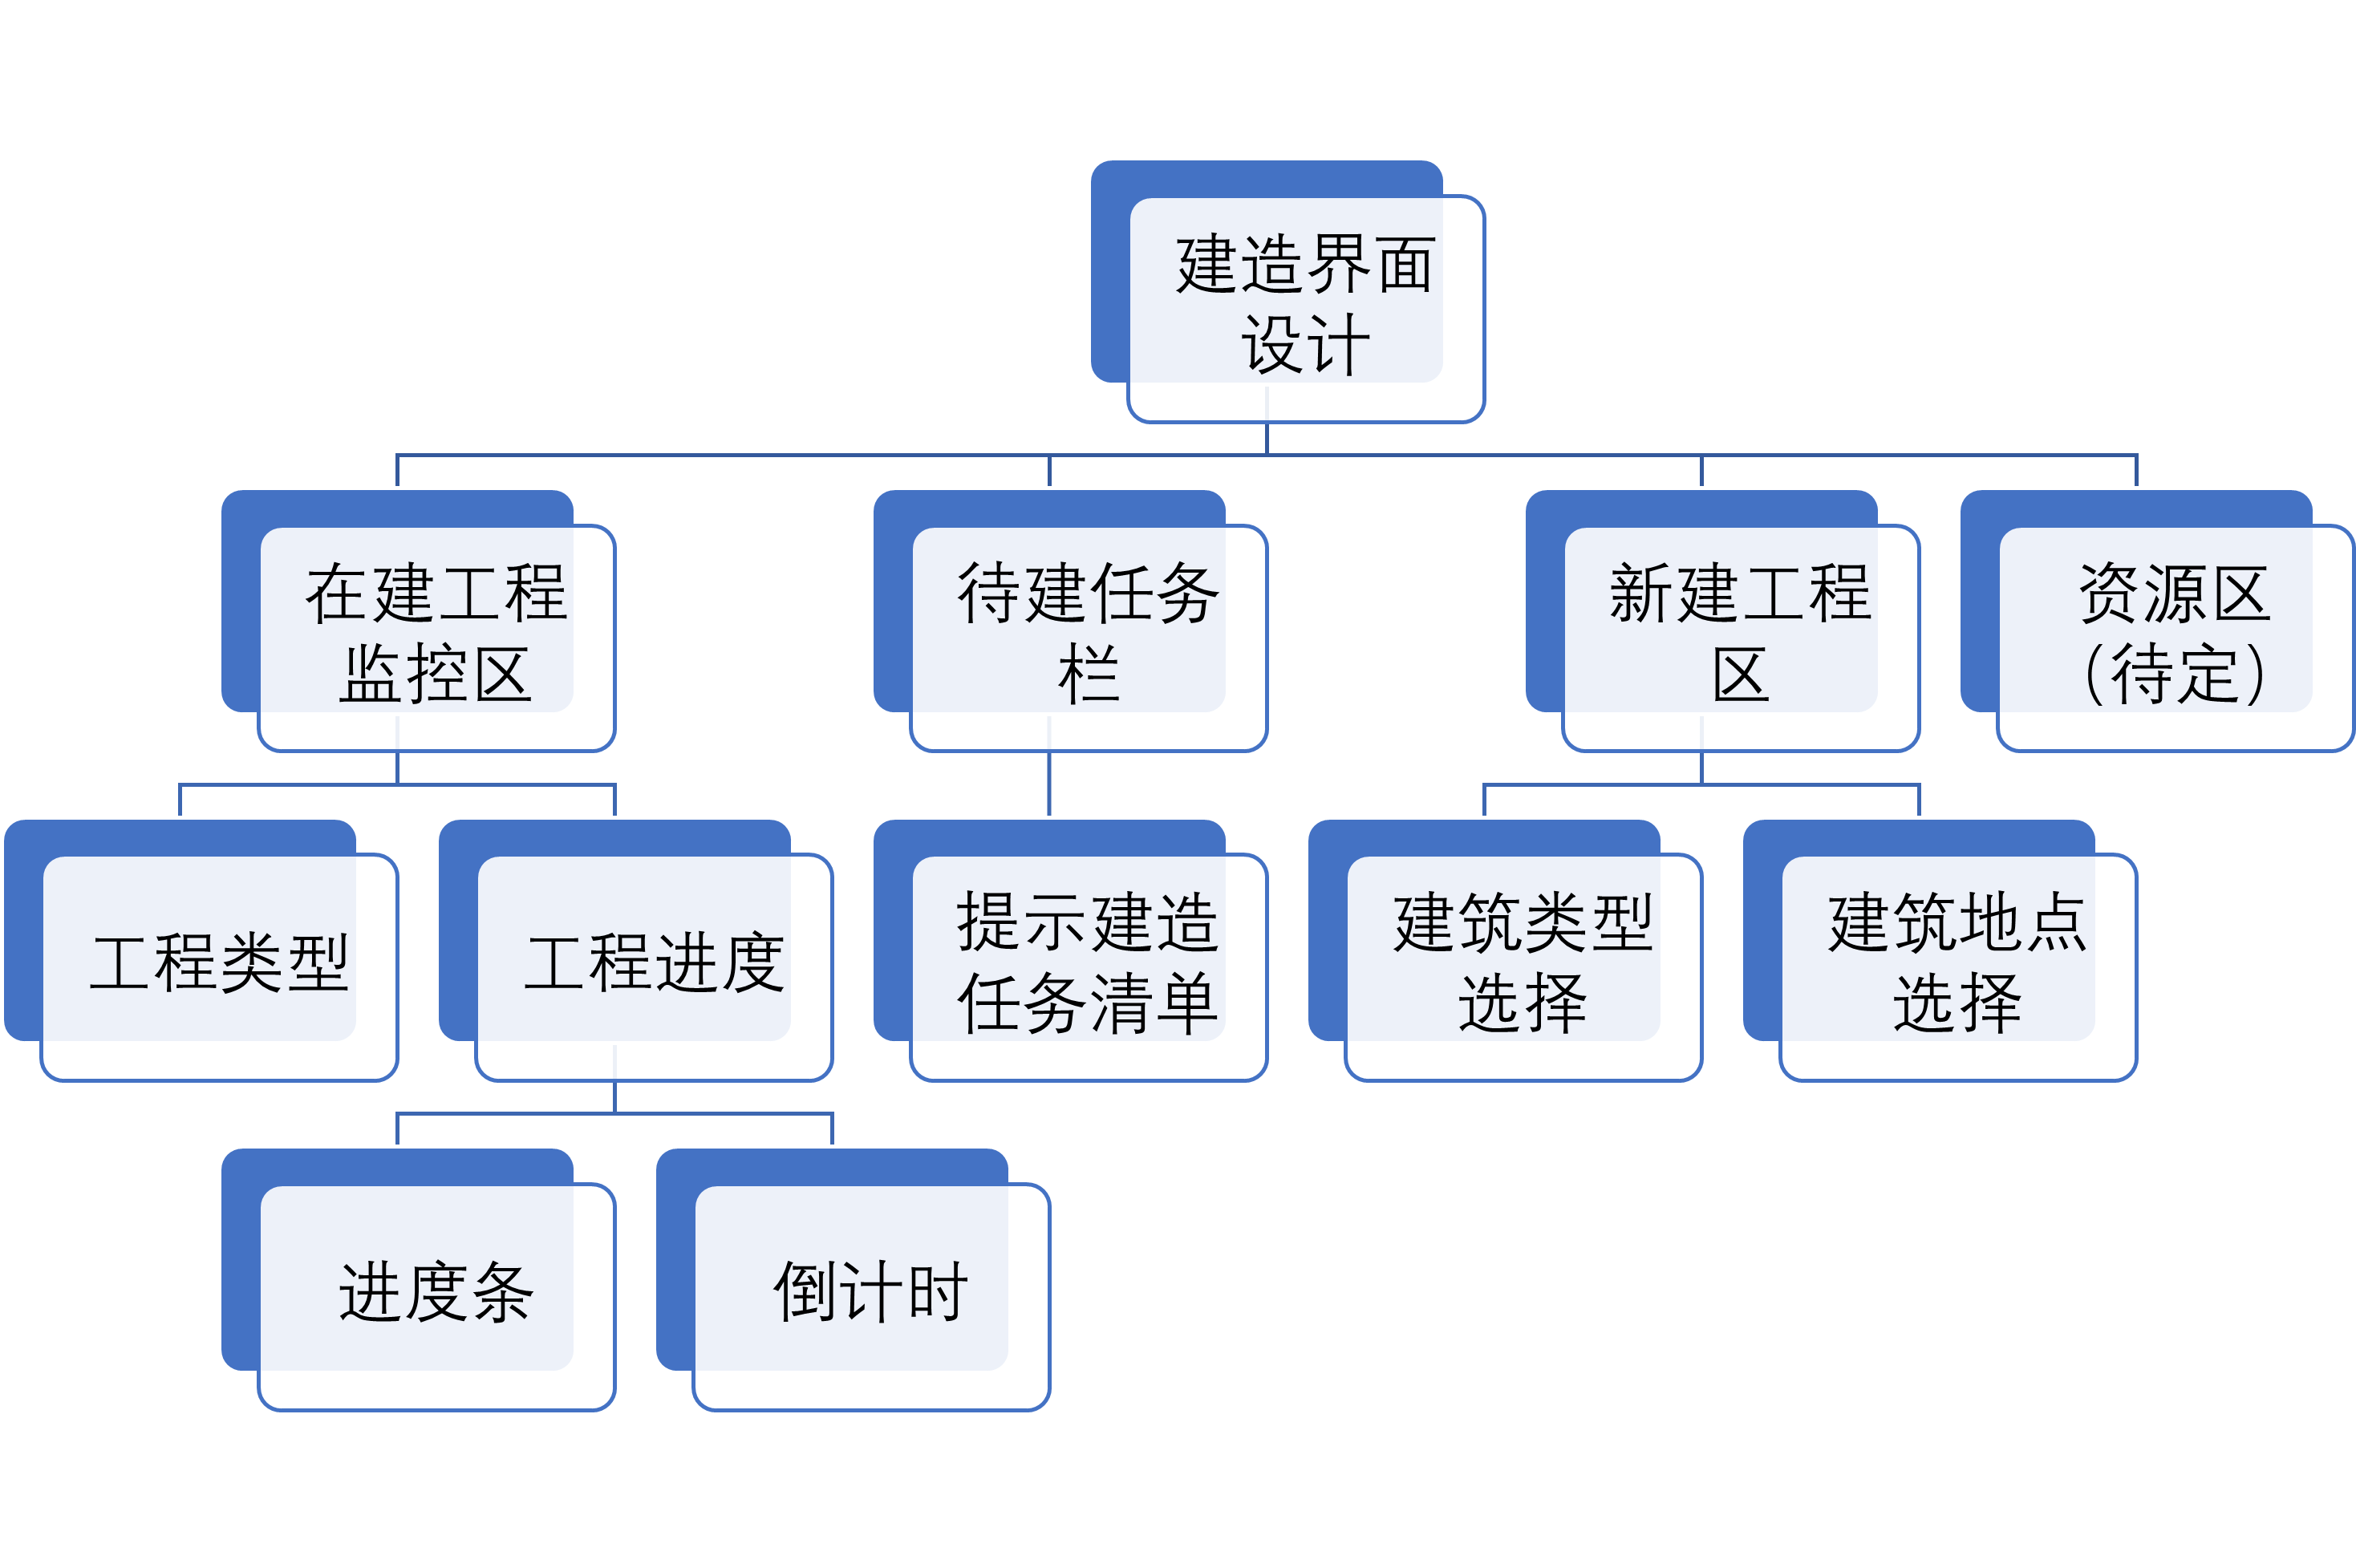 建造界面
设计
在建工程
监控区
待建任务
栏
新建工程
区
资源区
（待定）
工程类型
工程进度
提示建造
任务清单
建筑类型
选择
建筑地点
选择
进度条
倒计时